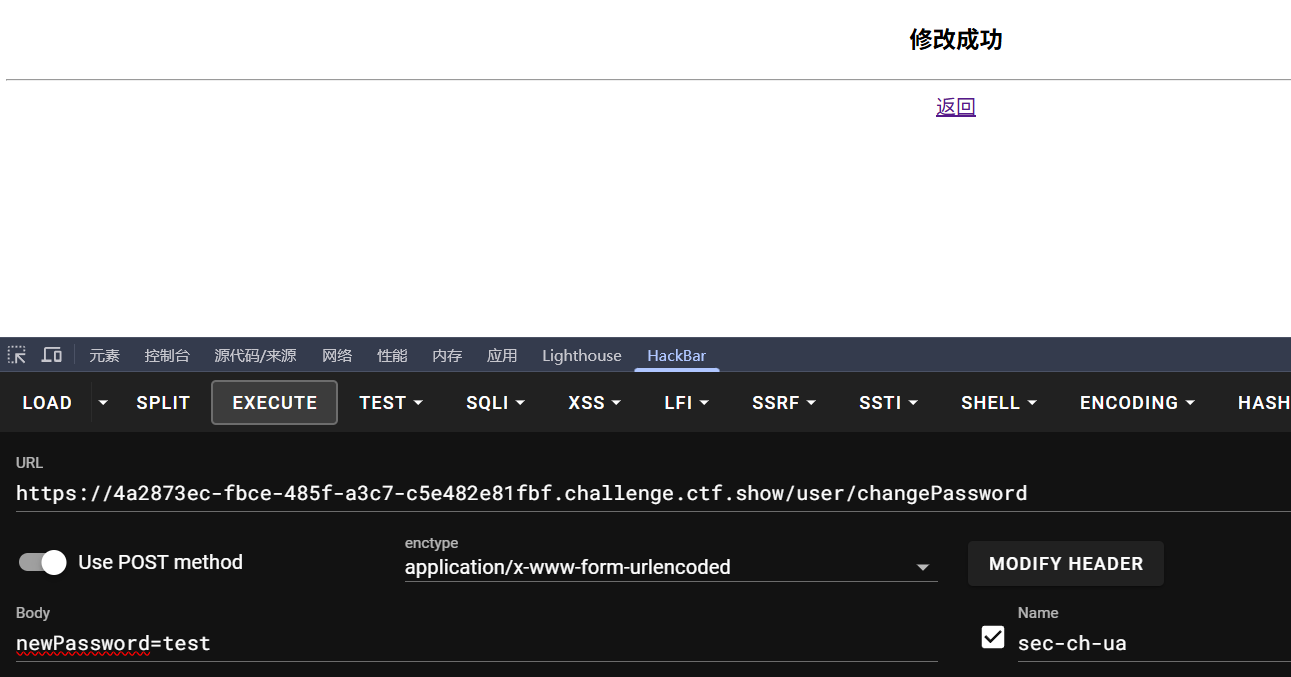 修改成功
返回
元素 控制台 源代码/来源 网络 性能 内存 应用 Lighthouse HackBar
LOAD SPLIT EXECUTE TEST SQLI XSS LFI SSRF SSTI SHELL ENCODING HASH
URL
https://4a2873ec-fbce-485f-a3c7-c5e482e81fbf.challenge.ctf.show/user/changePassword
Use POST method
enctype
application/x-www-form-urlencoded
MODIFY HEADER
Body
newPassword=test
Name
sec-ch-ua